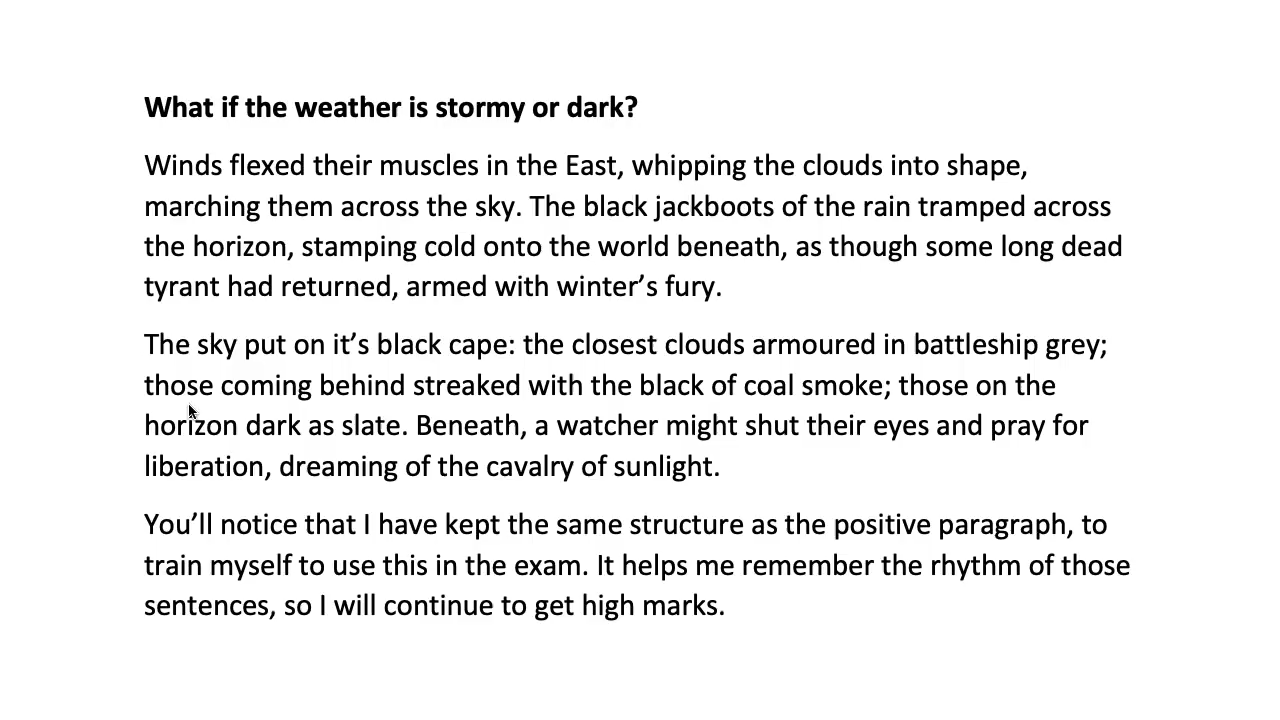 What if the weather is stormy or dark?
Winds flexed their muscles in the East, whipping the clouds into shape,
marching them across the sky. The black jackboots of the rain tramped across
the horizon, stamping cold onto the world beneath, as though some long dead
tyrant had returned, armed with winter’s fury.
The sky put on it’s black cape: the closest clouds armoured in battleship grey;
those coming behind streaked with the black of coal smoke; those on the
horizon dark as slate. Beneath, a watcher might shut their eyes and pray for
liberation, dreaming of the cavalry of sunlight.
You’ll notice that I have kept the same structure as the positive paragraph, to
train myself to use this in the exam. It helps me remember the rhythm of those
sentences, so I will continue to get high marks.